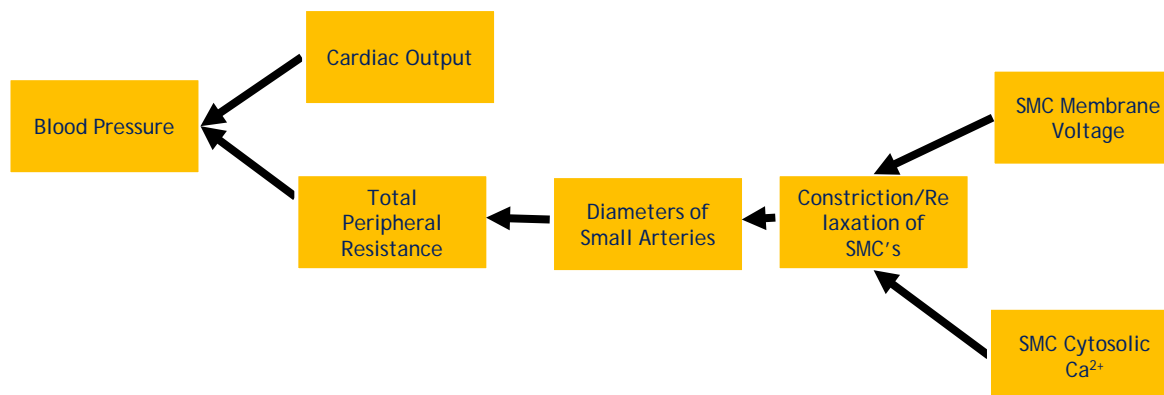 Cardiac Output
Blood Pressure
SMC Membrane
Voltage
Total
Peripheral
Resistance
Diameters of
Small Arteries
Constriction/Re
laxation of
SMC's
SMC Cytosolic
Ca²⁺